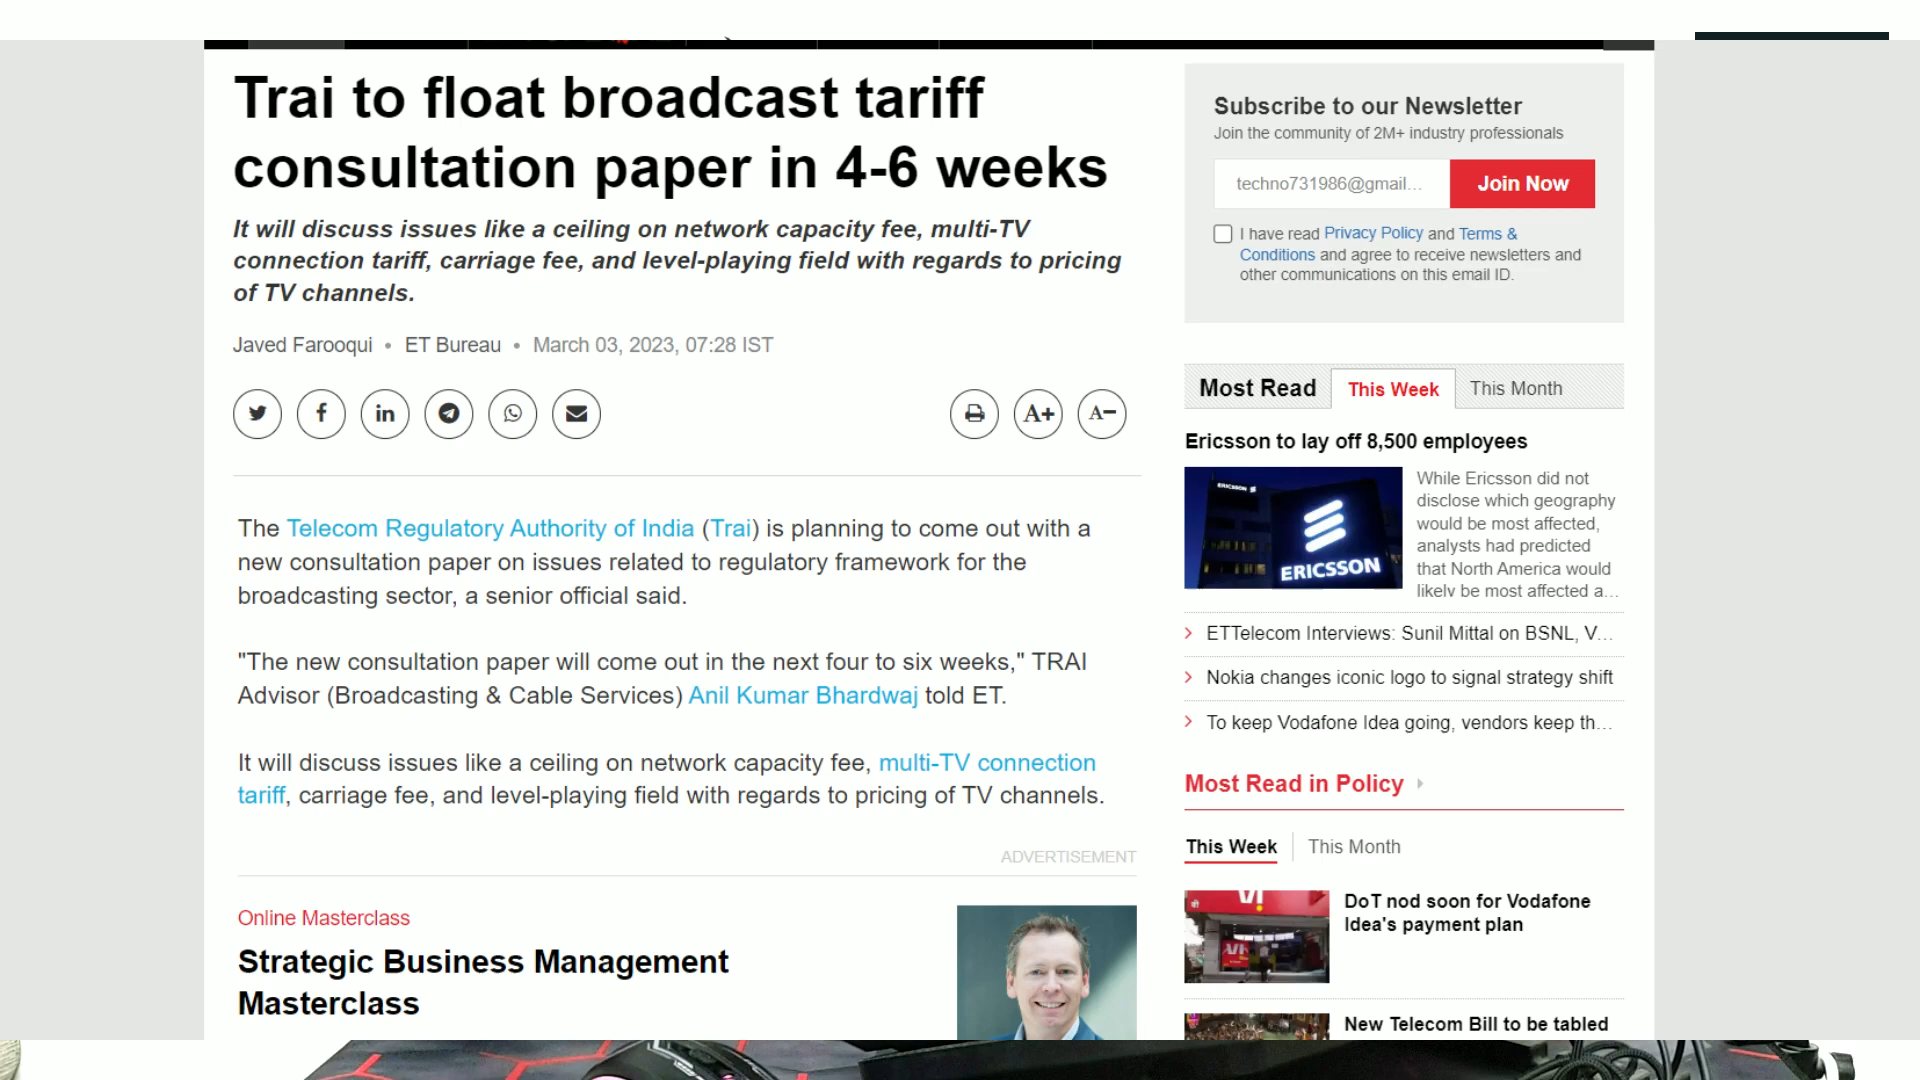 Trai to float broadcast tariff
consultation paper in 4-6 weeks
It will discuss issues like a ceiling on network capacity fee, multi-TV
connection tariff, carriage fee, and level-playing field with regards to pricing
of TV channels.
Javed Farooqui • ET Bureau • March 03, 2023, 07:28 IST
A+
A−
The Telecom Regulatory Authority of India (Trai) is planning to come out with a
new consultation paper on issues related to regulatory framework for the
broadcasting sector, a senior official said.
"The new consultation paper will come out in the next four to six weeks," TRAI
Advisor (Broadcasting & Cable Services) Anil Kumar Bhardwaj told ET.
It will discuss issues like a ceiling on network capacity fee, multi-TV connection
tariff, carriage fee, and level-playing field with regards to pricing of TV channels.
ADVERTISEMENT
Online Masterclass
Strategic Business Management
Masterclass
Subscribe to our Newsletter
Join the community of 2M+ industry professionals
techno731986@gmail...
Join Now
I have read Privacy Policy and Terms &
Conditions and agree to receive newsletters and
other communications on this email ID.
Most Read
This Week
This Month
Ericsson to lay off 8,500 employees
ERICSSON
ERICSSON
While Ericsson did not
disclose which geography
would be most affected,
analysts had predicted
that North America would
likely be most affected a...
ETTelecom Interviews: Sunil Mittal on BSNL, V...
Nokia changes iconic logo to signal strategy shift
To keep Vodafone Idea going, vendors keep th...
Most Read in Policy
This Week
This Month
DoT nod soon for Vodafone
Idea's payment plan
New Telecom Bill to be tabled